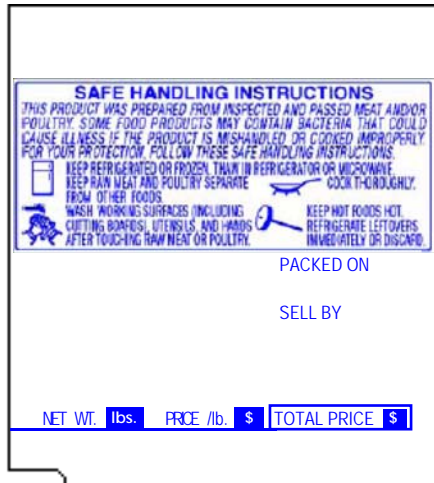 SAFE HANDLING INSTRUCTIONS
THIS PRODUCT WAS PREPARED FROM INSPECTED AND PASSED MEAT AND/OR
POULTRY. SOME FOOD PRODUCTS MAY CONTAIN BACTERIA THAT COULD
CAUSE ILLNESS IF THE PRODUCT IS MISHANDLED OR COOKED IMPROPERLY.
FOR YOUR PROTECTION, FOLLOW THESE SAFE HANDLING INSTRUCTIONS.
KEEP REFRIGERATED OR FROZEN. THAW IN REFRIGERATOR OR MICROWAVE.
KEEP RAW MEAT AND POULTRY SEPARATE
FROM OTHER FOODS.
COOK THOROUGHLY.
WASH WORKING SURFACES (INCLUDING
CUTTING BOARDS), UTENSILS, AND HANDS
AFTER TOUCHING RAW MEAT OR POULTRY.
KEEP HOT FOODS HOT.
REFRIGERATE LEFTOVERS
IMMEDIATELY OR DISCARD.
PACKED ON
SELL BY
NET WT. lbs. PRICE /lb. $ TOTAL PRICE $